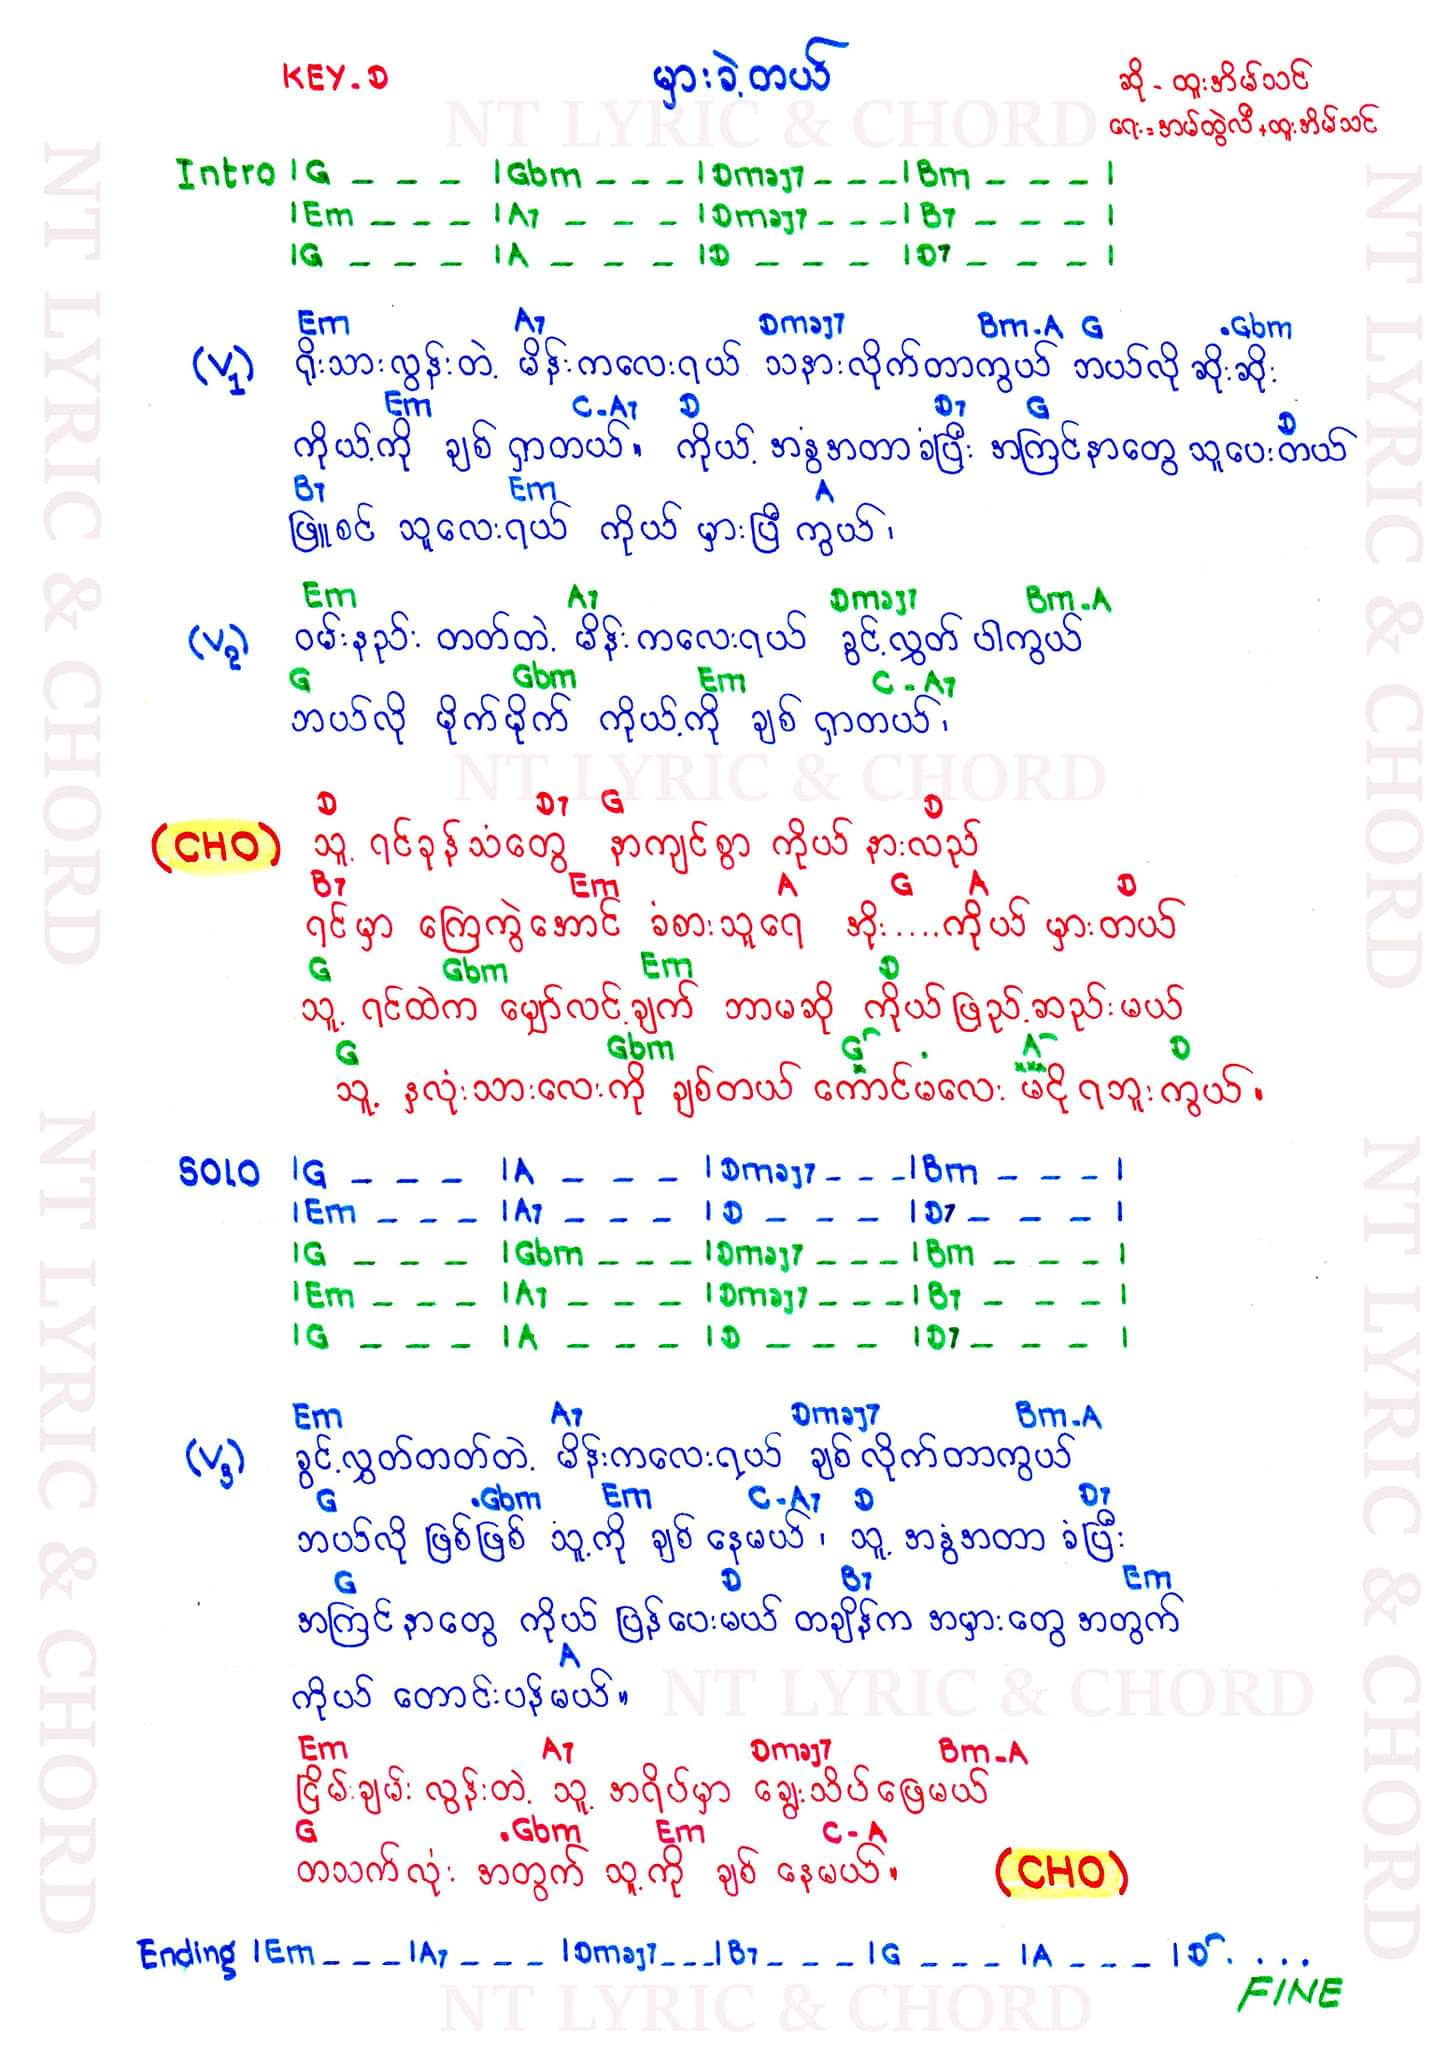 KEY. D
မှားခဲ့တယ်
ဆို - ထူးအိမ်သင်
ရေး = အမ်တွဲလီ + ထူးအိမ်သင်
Intro |G _ _ _ |Gbm _ _ _ |Dmaj7 _ _ _ |Bm _ _ _ |
|Em _ _ _ |A7 _ _ _ |Dmaj7 _ _ _ |B7 _ _ _ |
|G _ _ _ |A _ _ _ |D _ _ _ |D7 _ _ _ |
Em A7 Dmaj7 Bm-A G .Gbm
(V1) ရိုးသားလွန်းတဲ့ မိန်းကလေးရယ် သနားလိုက်တာကွယ် ဘယ်လို ဆိုးဆိုး
Em C-A7 D D7 G D
ကိုယ့်ကို ချစ် ရှာတယ်။ ကိုယ့် အနွံအတာခံပြီး အကြင်နာတွေ သူပေးတယ်
B7 Em A
ဖြူစင် သူလေးရယ် ကိုယ် မှားပြီ ကွယ်၊
Em A7 Dmaj7 Bm-A
(V2) ဝမ်းနည်း တတ်တဲ့ မိန်းကလေးရယ် ခွင့်လွှတ် ပါကွယ်
G Gbm Em C-A7
ဘယ်လို မိုက်မိုက် ကိုယ့်ကို ချစ် ရှာတယ်၊
D D7 G D
(CHO) သူ့ ရင်ခုန်သံတွေ နာကျင်စွာ ကိုယ် နားလည်
B7 Em A G A D
ရင်မှာ ကြေကွဲအောင် ခံစားသူရေ အိုး....ကိုယ် မှားတယ်
G Gbm Em D
သူ့ ရင်ထဲက မျှော်လင့်ချက် ဘာမဆို ကိုယ်ဖြည့်ဆည်းမယ်
G Gbm G . A D
သူ့ နှလုံးသားလေးကို ချစ်တယ် ကောင်မလေး မငို ရဘူးကွယ်။
SOLO |G _ _ _ |A _ _ _ |Dmaj7 _ _ _ |Bm _ _ _ |
|Em _ _ _ |A7 _ _ _ |D _ _ _ |D7 _ _ _ |
|G _ _ _ |Gbm _ _ _ |Dmaj7 _ _ _ |Bm _ _ _ |
|Em _ _ _ |A7 _ _ _ |Dmaj7 _ _ _ |B7 _ _ _ |
|G _ _ _ |A _ _ _ |D _ _ _ |D7 _ _ _ |
Em A7 Dmaj7 Bm-A
(V3) ခွင့်လွှတ်တတ်တဲ့ မိန်းကလေးရယ် ချစ်လိုက်တာကွယ်
G .Gbm Em C-A7 D D7
ဘယ်လို ဖြစ်ဖြစ် သူ့ကို ချစ် နေမယ်၊ သူ့ အနွံအတာ ခံပြီး
G D B7 Em
အကြင်နာတွေ ကိုယ် ပြန်ပေးမယ် တချိန်က အမှားတွေ အတွက်
A
ကိုယ် တောင်းပန်မယ်။
Em A7 Dmaj7 Bm-A
ငြိမ်းချမ်း လွန်းတဲ့ သူ့ အရိပ်မှာ ချွေးသိပ်ဖြေမယ်
G .Gbm Em C-A
တသက်လုံး အတွက် သူ့ကို ချစ် နေမယ်။ (CHO)
Ending |Em _ _ _ |A7 _ _ _ |Dmaj7 _ _ _ |B7 _ _ _ |G _ _ _ |A _ _ _ |D . . . .
FINE
NT LYRIC & CHORD
NT LYRIC & CHORD
NT LYRIC & CHORD
NT LYRIC & CHORD
NT LYRIC & CHORD
NT LYRIC & CHORD
NT LYRIC & CHORD
NT LYRIC & CHORD